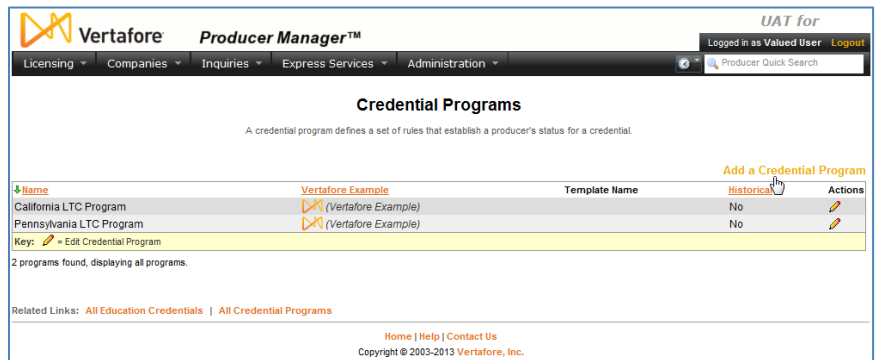 UAT for
Vertafore Producer Manager™
Logged in as Valued User Logout
Licensing Companies Inquiries Express Services Administration Producer Quick Search
Credential Programs
A credential program defines a set of rules that establish a producer's status for a credential.
Add a Credential Program
Name Vertafore Example Template Name Historical Actions
California LTC Program (Vertafore Example) No
Pennsylvania LTC Program (Vertafore Example) No
Key: = Edit Credential Program
2 programs found, displaying all programs.
Related Links: All Education Credentials | All Credential Programs
Home | Help | Contact Us
Copyright © 2003-2013 Vertafore, Inc.